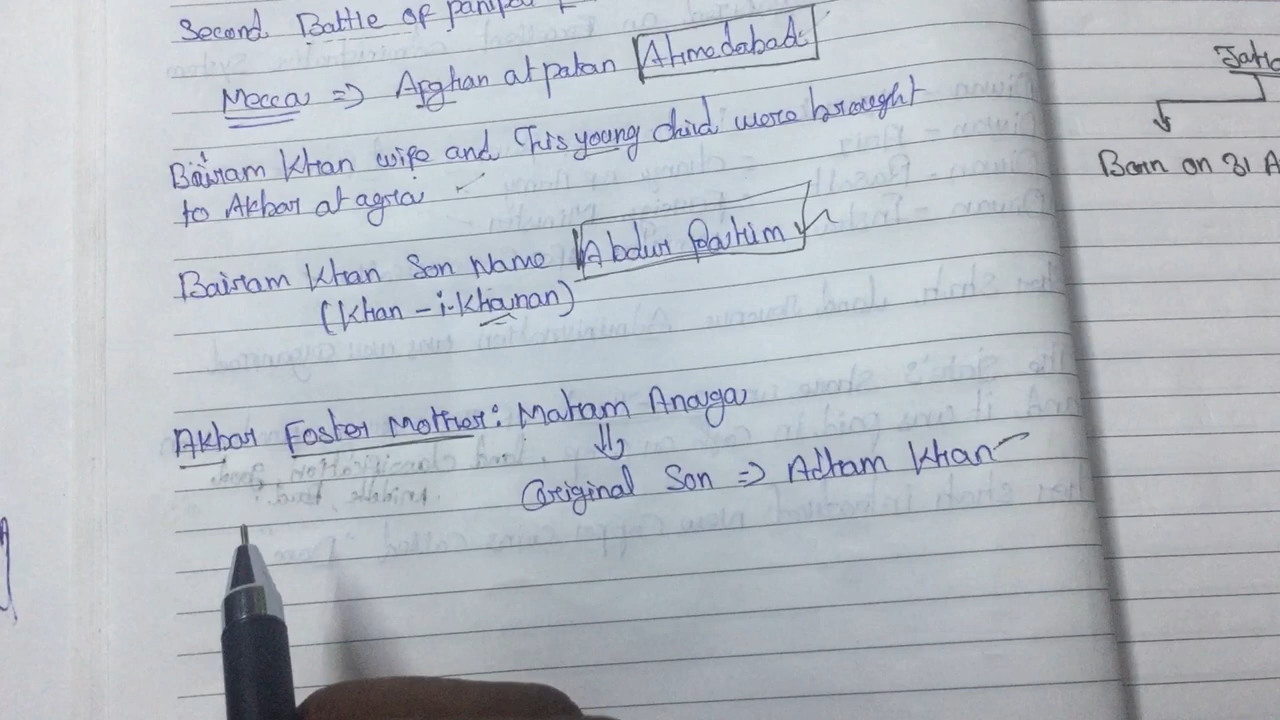 Second Battle of panipat
Mecca => Afghan at patan Ahmedabad
Bairam Khan wife and His young child were brought
to Akbar at agra
Bairam Khan Son Name Abdur Rahim
(Khan-i-Khanan)
Akbar Foster Mother: Maham Anaga
Original Son => Adham Khan
Born on 31 A